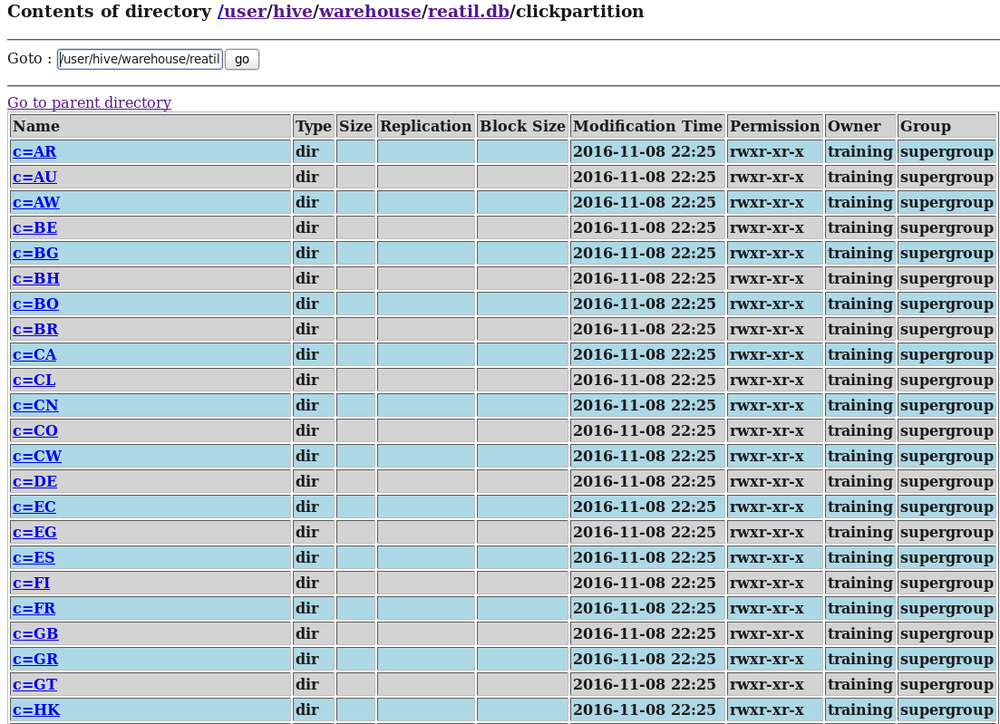 Contents of directory /user/hive/warehouse/reatil.db/clickpartition
Goto : /user/hive/warehouse/reatil go
Go to parent directory
Name Type Size Replication Block Size Modification Time Permission Owner Group
c=AR dir 2016-11-08 22:25 rwxr-xr-x training supergroup
c=AU dir 2016-11-08 22:25 rwxr-xr-x training supergroup
c=AW dir 2016-11-08 22:25 rwxr-xr-x training supergroup
c=BE dir 2016-11-08 22:25 rwxr-xr-x training supergroup
c=BG dir 2016-11-08 22:25 rwxr-xr-x training supergroup
c=BH dir 2016-11-08 22:25 rwxr-xr-x training supergroup
c=BO dir 2016-11-08 22:25 rwxr-xr-x training supergroup
c=BR dir 2016-11-08 22:25 rwxr-xr-x training supergroup
c=CA dir 2016-11-08 22:25 rwxr-xr-x training supergroup
c=CL dir 2016-11-08 22:25 rwxr-xr-x training supergroup
c=CN dir 2016-11-08 22:25 rwxr-xr-x training supergroup
c=CO dir 2016-11-08 22:25 rwxr-xr-x training supergroup
c=CW dir 2016-11-08 22:25 rwxr-xr-x training supergroup
c=DE dir 2016-11-08 22:25 rwxr-xr-x training supergroup
c=EC dir 2016-11-08 22:25 rwxr-xr-x training supergroup
c=EG dir 2016-11-08 22:25 rwxr-xr-x training supergroup
c=ES dir 2016-11-08 22:25 rwxr-xr-x training supergroup
c=FI dir 2016-11-08 22:25 rwxr-xr-x training supergroup
c=FR dir 2016-11-08 22:25 rwxr-xr-x training supergroup
c=GB dir 2016-11-08 22:25 rwxr-xr-x training supergroup
c=GR dir 2016-11-08 22:25 rwxr-xr-x training supergroup
c=GT dir 2016-11-08 22:25 rwxr-xr-x training supergroup
c=HK dir 2016-11-08 22:25 rwxr-xr-x training supergroup